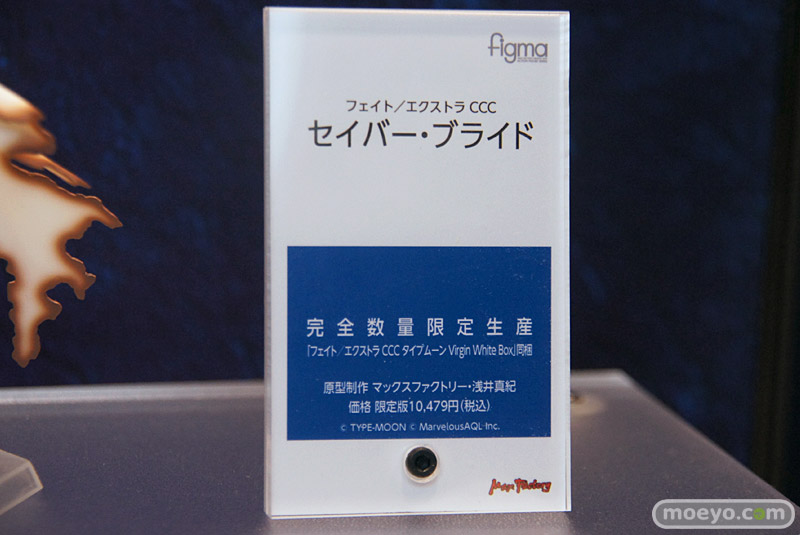 figma
フェイト／エクストラ CCC
セイバー・ブライド
完全数量限定生産
「フェイト／エクストラ CCC タイプムーン Virgin White Box」同梱
原型制作 マックスファクトリー・浅井真紀
価格 限定版10,479円（税込）
© TYPE-MOON © MarvelousAQL Inc.
Max Factory
moeyo.com